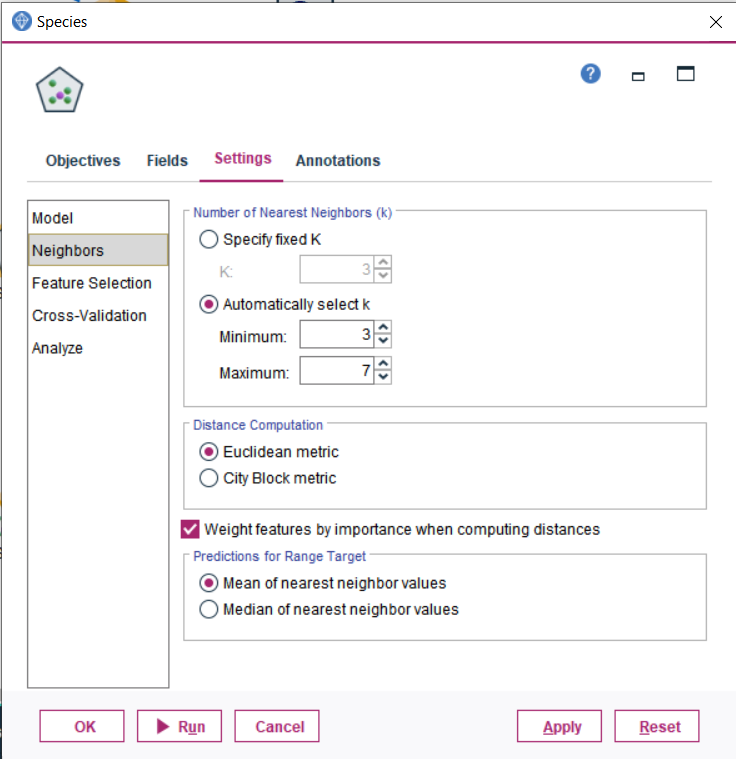 Species
?
Objectives Fields Settings Annotations
Model
Neighbors
Feature Selection
Cross-Validation
Analyze
Number of Nearest Neighbors (k)
Specify fixed K
K: 3
Automatically select k
Minimum: 3
Maximum: 7
Distance Computation
Euclidean metric
City Block metric
Weight features by importance when computing distances
Predictions for Range Target
Mean of nearest neighbor values
Median of nearest neighbor values
OK Run Cancel Apply Reset